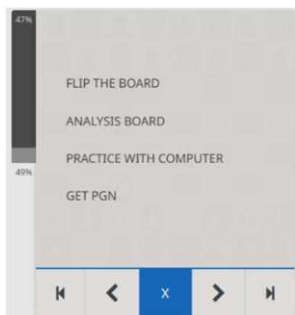 47%
FLIP THE BOARD
ANALYSIS BOARD
PRACTICE WITH COMPUTER
49%
GET PGN
X